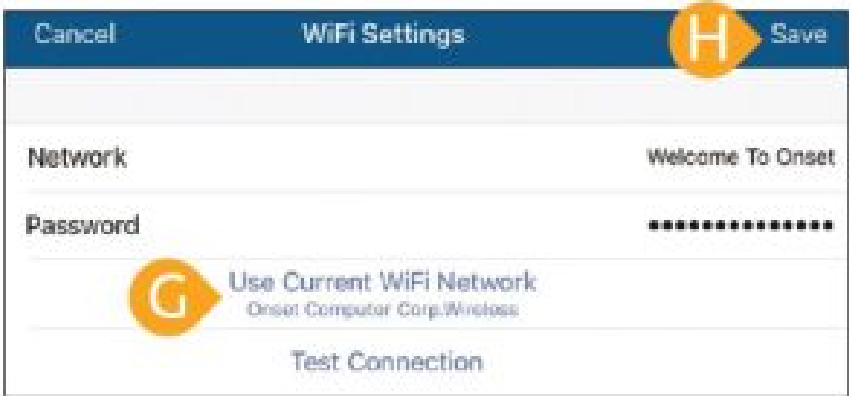 Cancel WiFi Settings H Save
Network Welcome To Onset
Password ••••••••••••••
G Use Current WiFi Network
Onset Computer Corp.Wireless
Test Connection